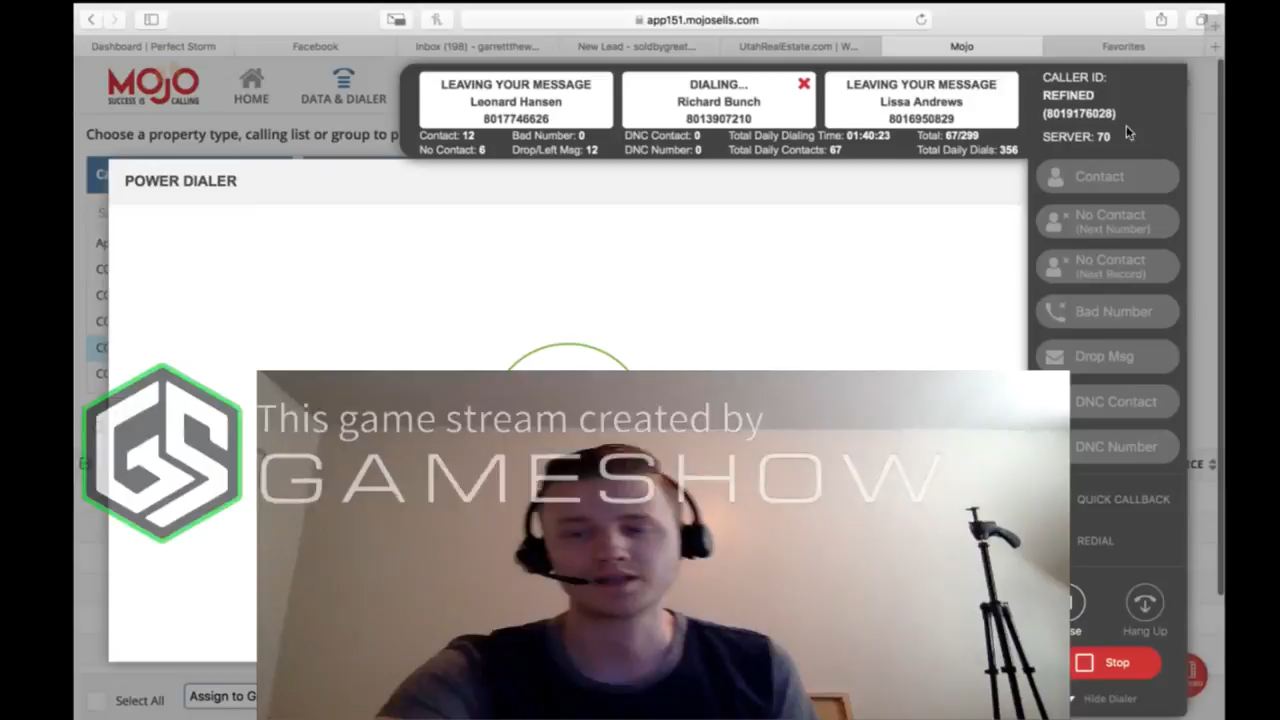 app151.mojosells.com
Dashboard | Perfect Storm
Facebook
Inbox (198) - garrettthew...
New Lead - soldbygreat...
UtahRealEstate.com | W...
Mojo
Favorites
MOJO
SUCCESS IS CALLING
HOME
DATA & DIALER
LEAVING YOUR MESSAGE
Leonard Hansen
8017746626
DIALING...
Richard Bunch
8013907210
LEAVING YOUR MESSAGE
Lissa Andrews
8016950829
CALLER ID:
REFINED
(8019176028)
SERVER: 70
Contact: 12
Bad Number: 0
DNC Contact: 0
Total Daily Dialing Time: 01:40:23
Total: 67/299
No Contact: 6
Drop/Left Msg: 12
DNC Number: 0
Total Daily Contacts: 67
Total Daily Dials: 356
Choose a property type, calling list or group to p
POWER DIALER
Contact
No Contact
(Next Number)
No Contact
(Next Record)
Bad Number
Drop Msg
DNC Contact
DNC Number
QUICK CALLBACK
REDIAL
se
Hang Up
Stop
Hide Dialer
ICE
GS
This game stream created by
GAMESHOW
Select All
Assign to G